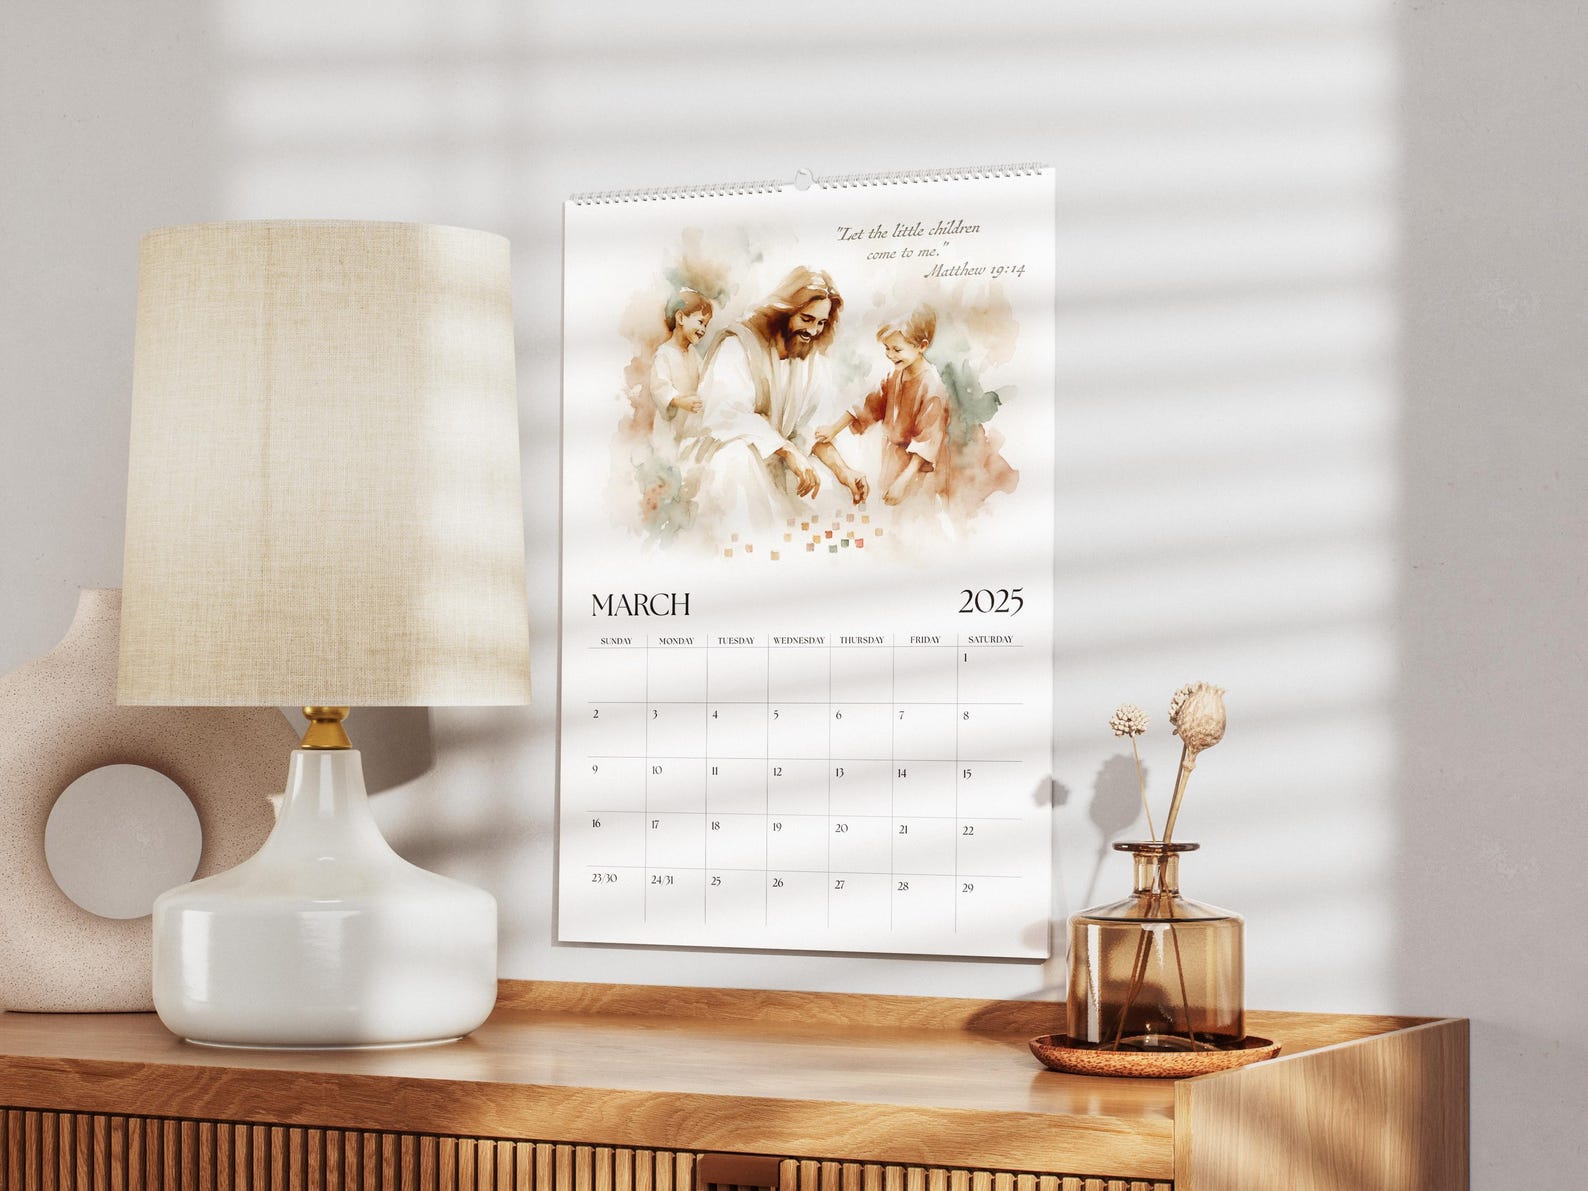 "Let the little children
come to me."
Matthew 19:14
MARCH 2025
SUNDAY MONDAY TUESDAY WEDNESDAY THURSDAY FRIDAY SATURDAY
1
2 3 4 5 6 7 8
9 10 11 12 13 14 15
16 17 18 19 20 21 22
23/30 24/31 25 26 27 28 29